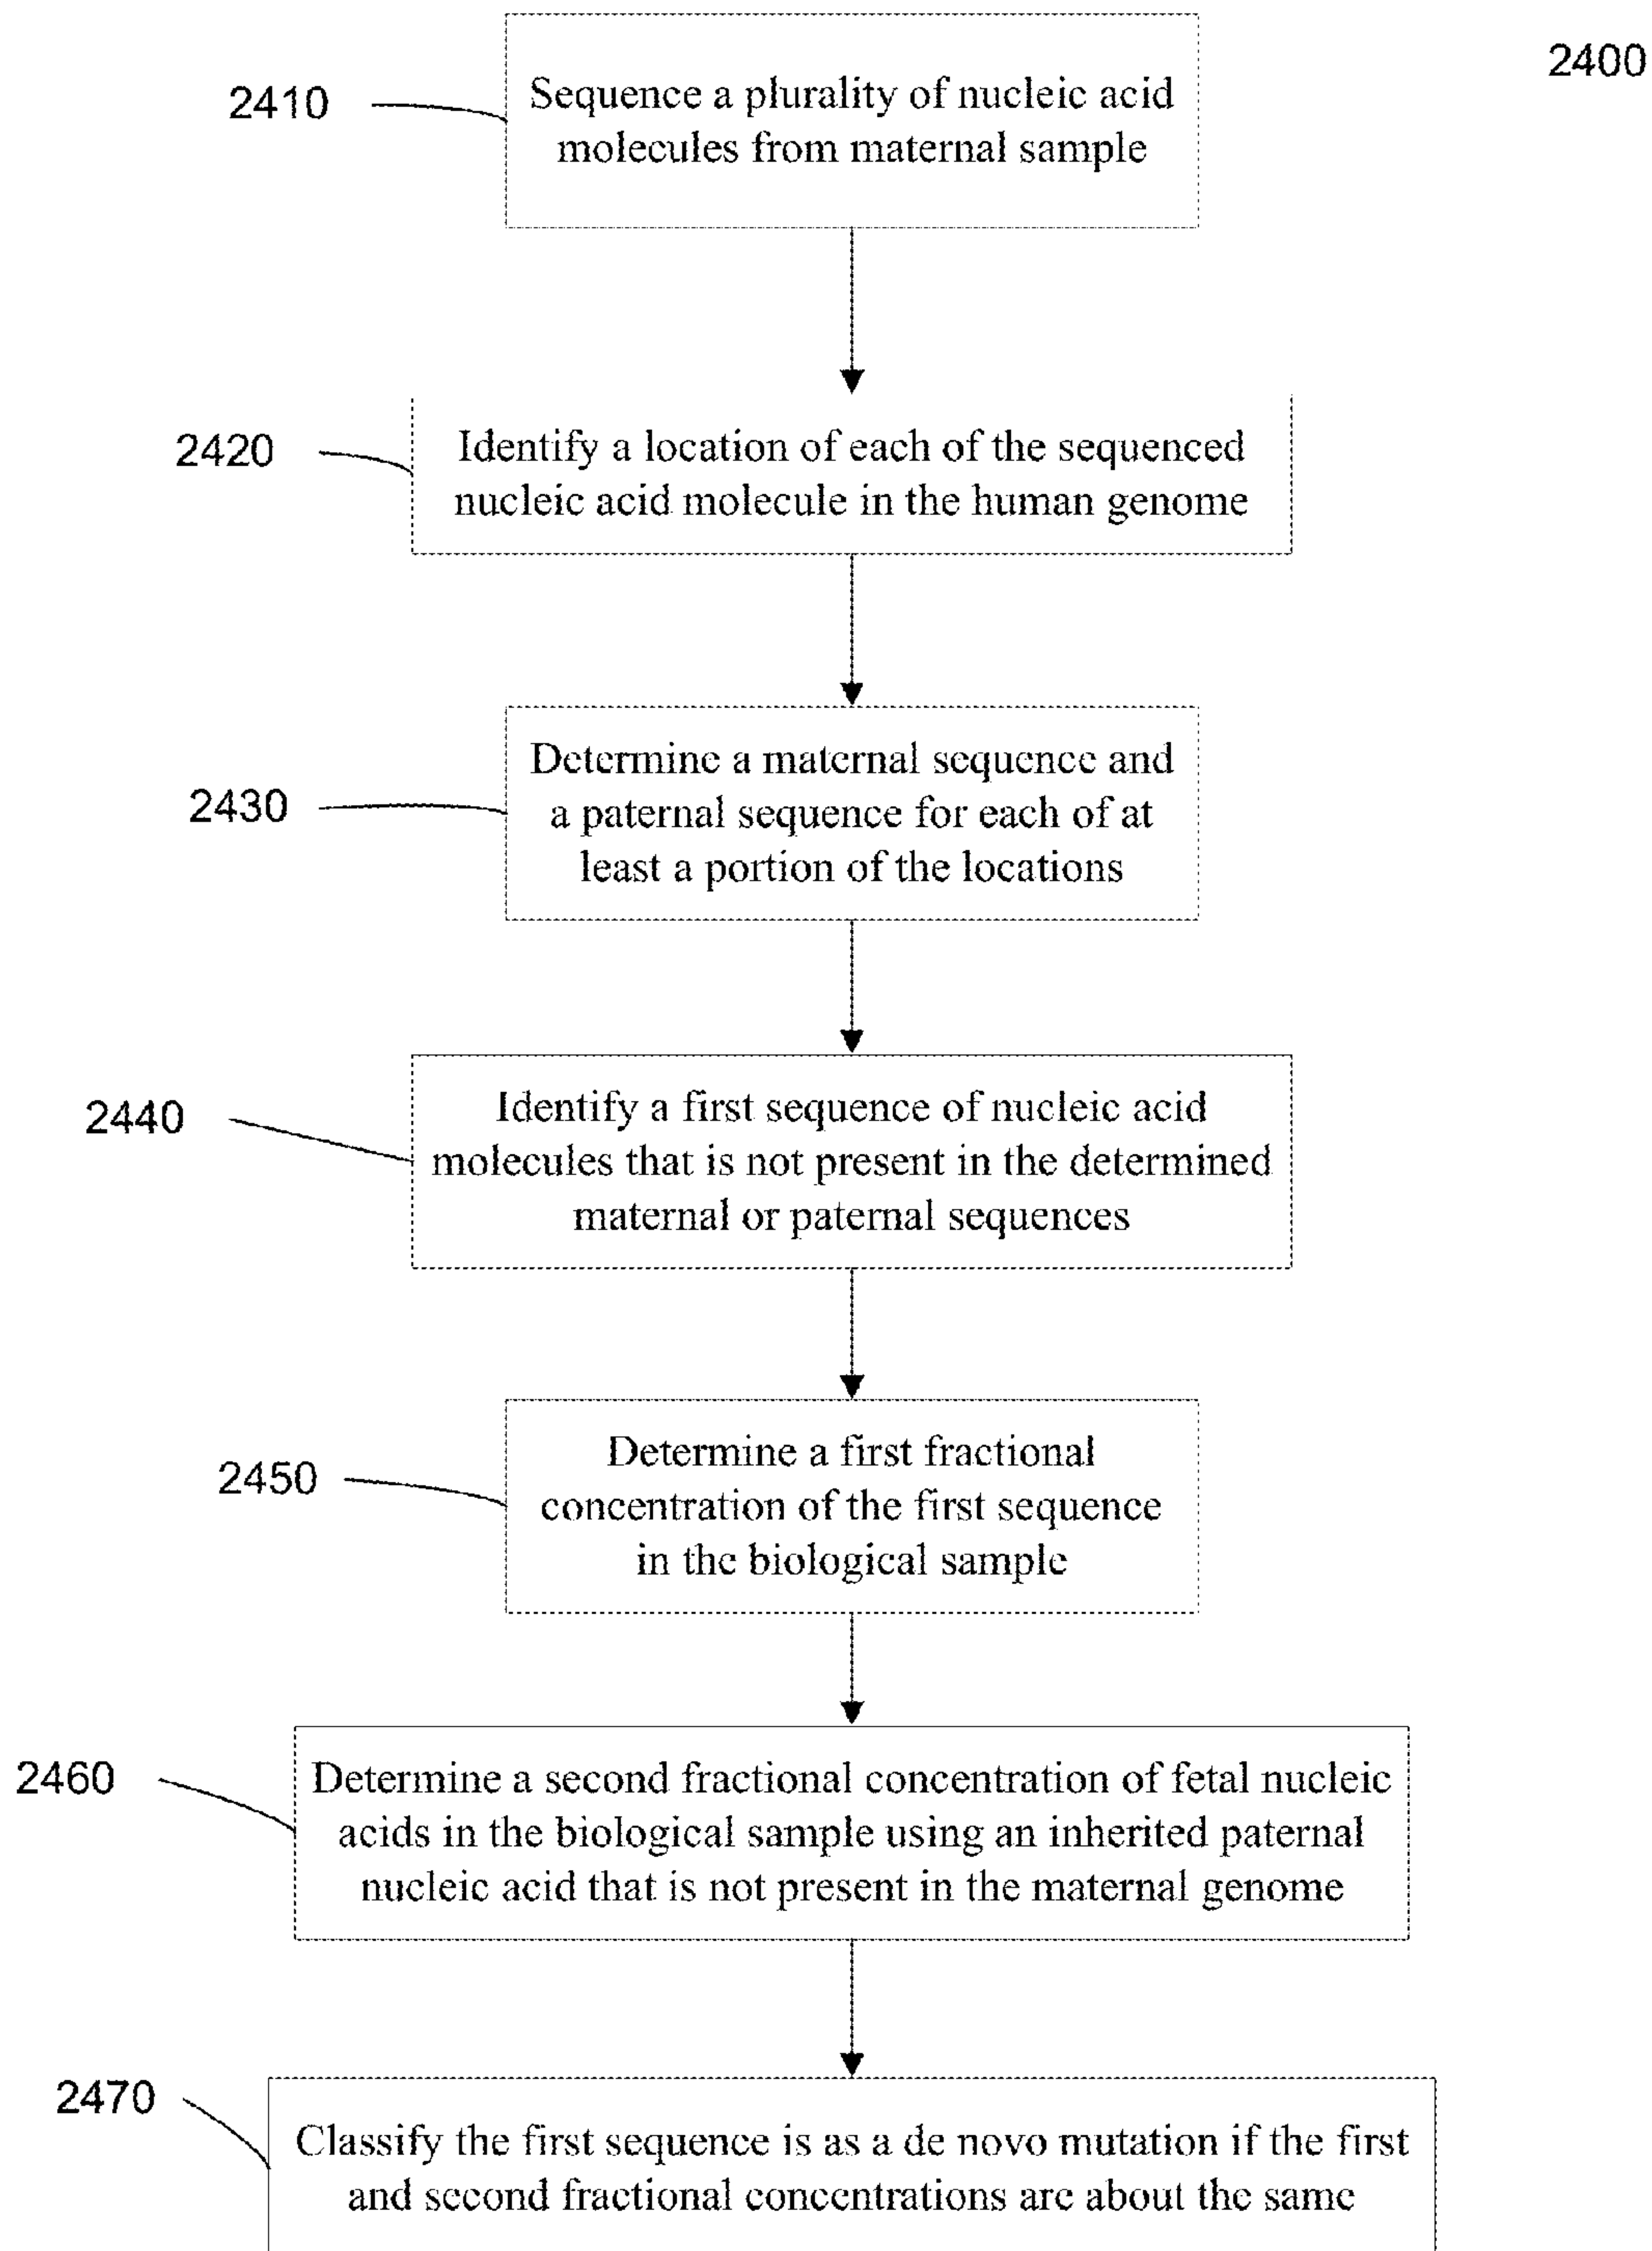 2400
2410
Sequence a plurality of nucleic acid
molecules from maternal sample
2420
Identify a location of each of the sequenced
nucleic acid molecule in the human genome
2430
Determine a maternal sequence and
a paternal sequence for each of at
least a portion of the locations
2440
Identify a first sequence of nucleic acid
molecules that is not present in the determined
maternal or paternal sequences
2450
Determine a first fractional
concentration of the first sequence
in the biological sample
2460
Determine a second fractional concentration of fetal nucleic
acids in the biological sample using an inherited paternal
nucleic acid that is not present in the maternal genome
2470
Classify the first sequence is as a de novo mutation if the first
and second fractional concentrations are about the same